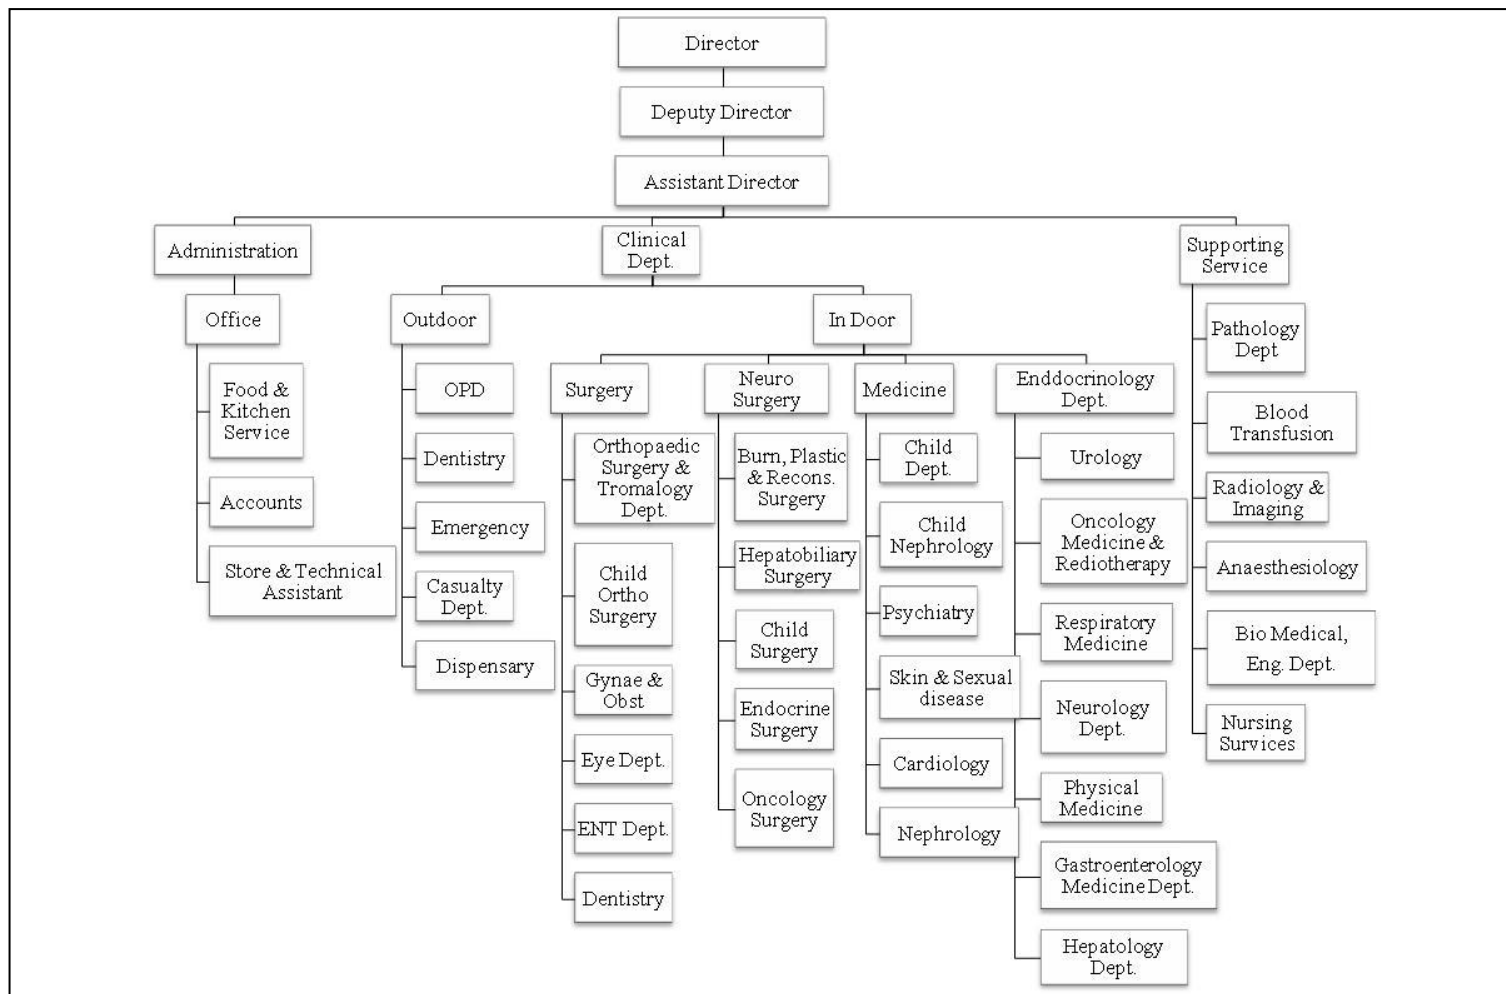 Director
Deputy Director
Assistant Director
Administration
Clinical
Dept.
Supporting
Service
Office
Outdoor
In Door
Food &
Kitchen
Service
Accounts
Store & Technical
Assistant
OPD
Dentistry
Emergency
Casualty
Dept.
Dispensary
Surgery
Orthopaedic
Surgery &
Tromalogy
Dept.
Child
Ortho
Surgery
Gynae &
Obst
Eye Dept.
ENT Dept.
Dentistry
Neuro
Surgery
Burn, Plastic
& Recons.
Surgery
Hepatobiliary
Surgery
Child
Surgery
Endocrine
Surgery
Oncology
Surgery
Medicine
Child
Dept.
Child
Nephrology
Psychiatry
Skin & Sexual
disease
Cardiology
Nephrology
Enddocrinology
Dept.
Urology
Oncology
Medicine &
Rediotherapy
Respiratory
Medicine
Neurology
Dept.
Physical
Medicine
Gastroenterology
Medicine Dept.
Hepatology
Dept.
Pathology
Dept
Blood
Transfusion
Radiology &
Imaging
Anaesthesiology
Bio Medical,
Eng. Dept.
Nursing
Survices